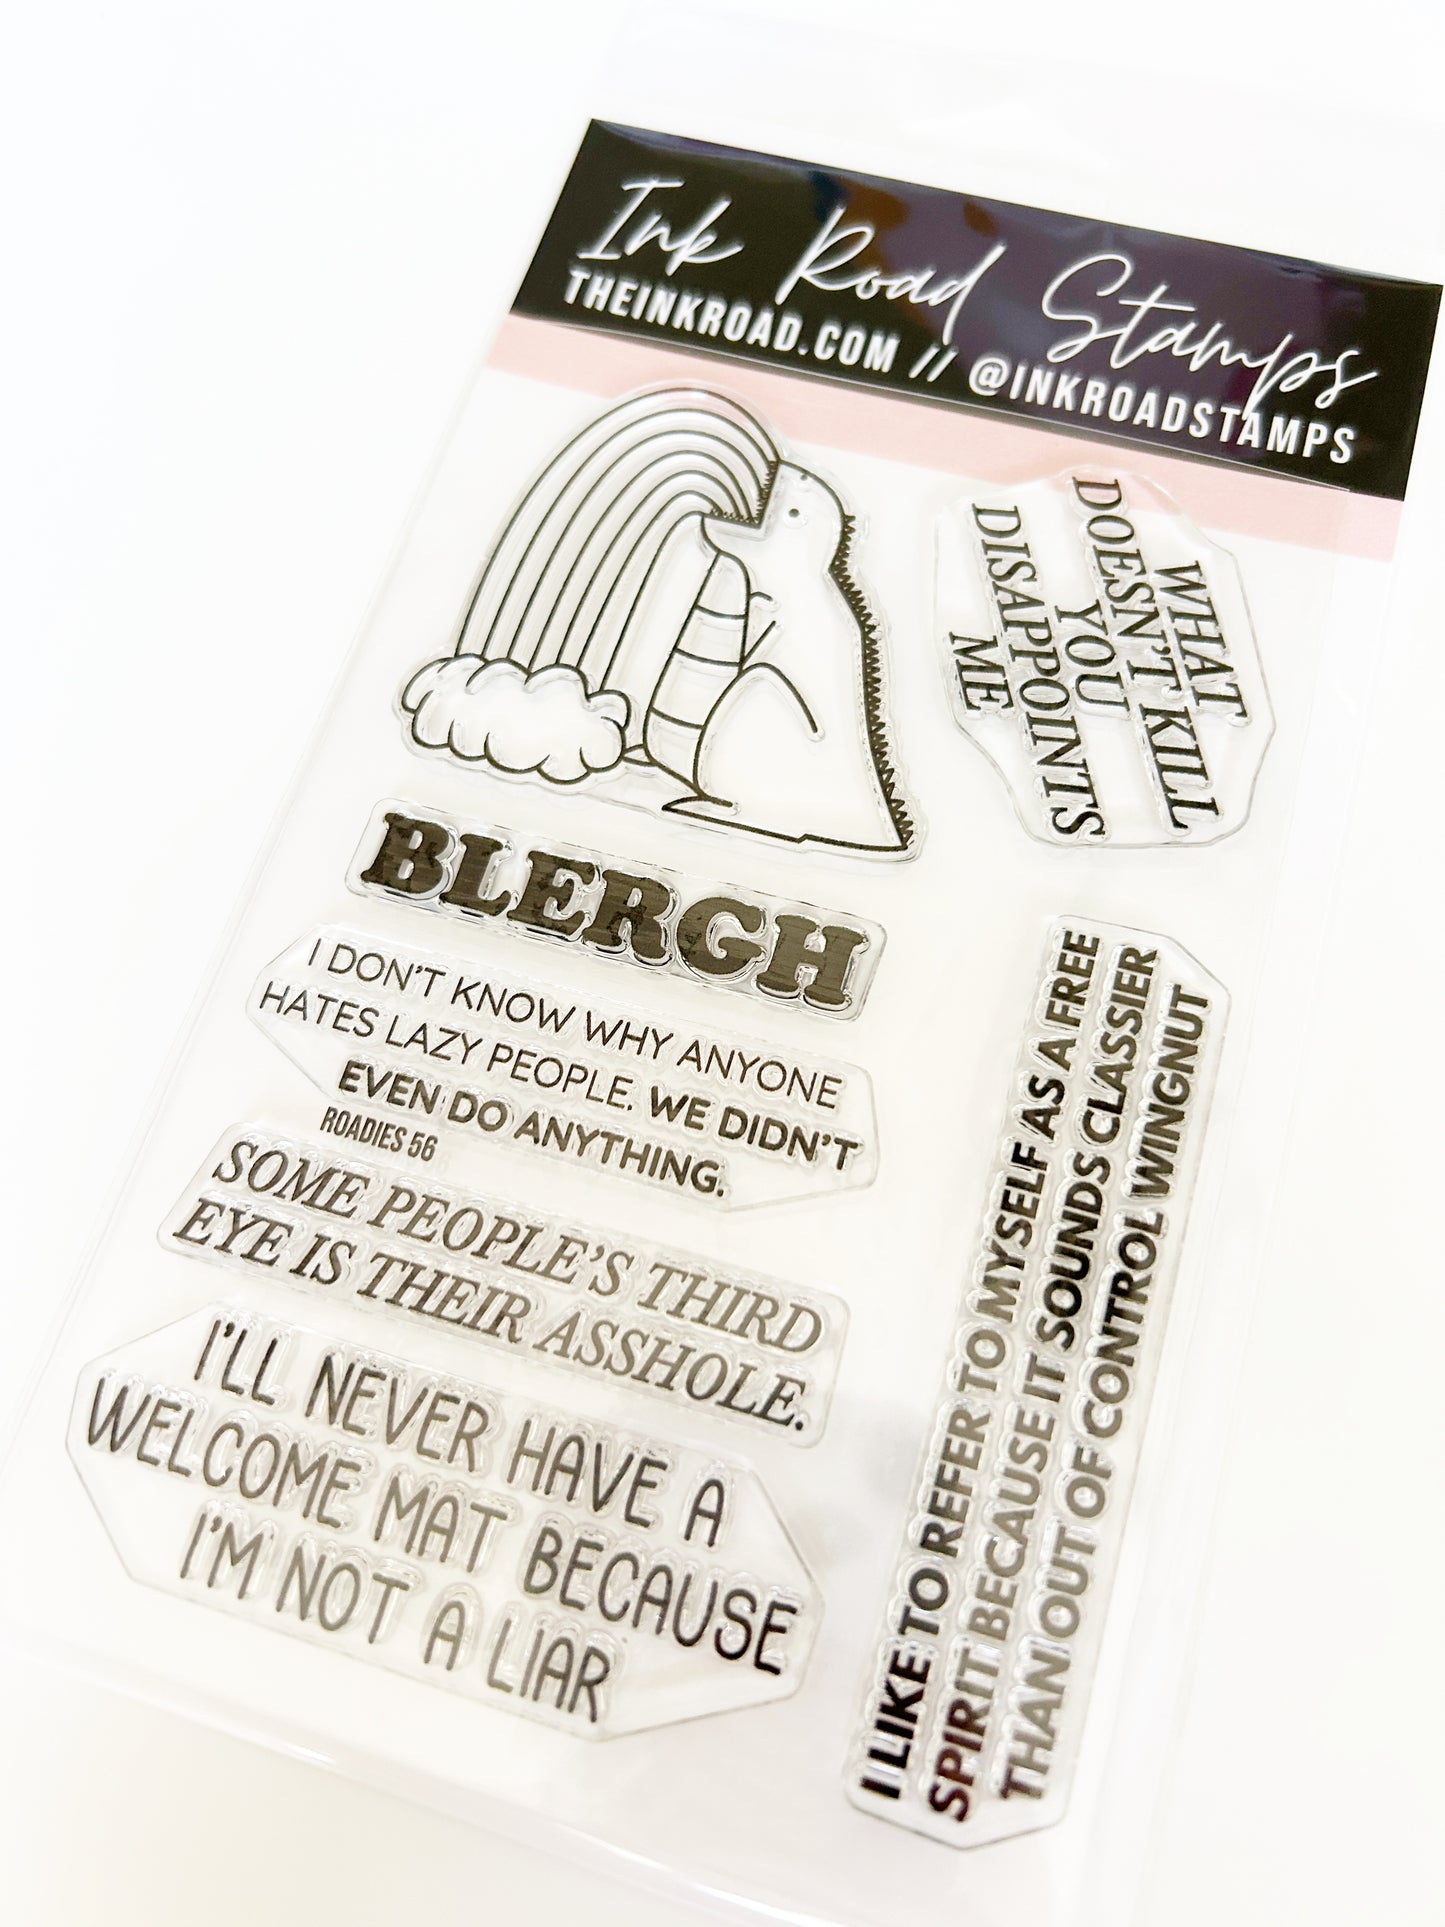 Ink Road Stamps
THEINKROAD.COM // @INKROADSTAMPS
WHAT
DOESN'T KILL
YOU
DISAPPOINTS
ME
BLERGH
I DON'T KNOW WHY ANYONE
HATES LAZY PEOPLE. WE DIDN'T
EVEN DO ANYTHING.
ROADIES 56
SOME PEOPLE'S THIRD
EYE IS THEIR ASSHOLE.
I'LL NEVER HAVE A
WELCOME MAT BECAUSE
I'M NOT A LIAR
I LIKE TO REFER TO MYSELF AS A FREE
SPIRIT BECAUSE IT SOUNDS CLASSIER
THAN OUT OF CONTROL WINGNUT